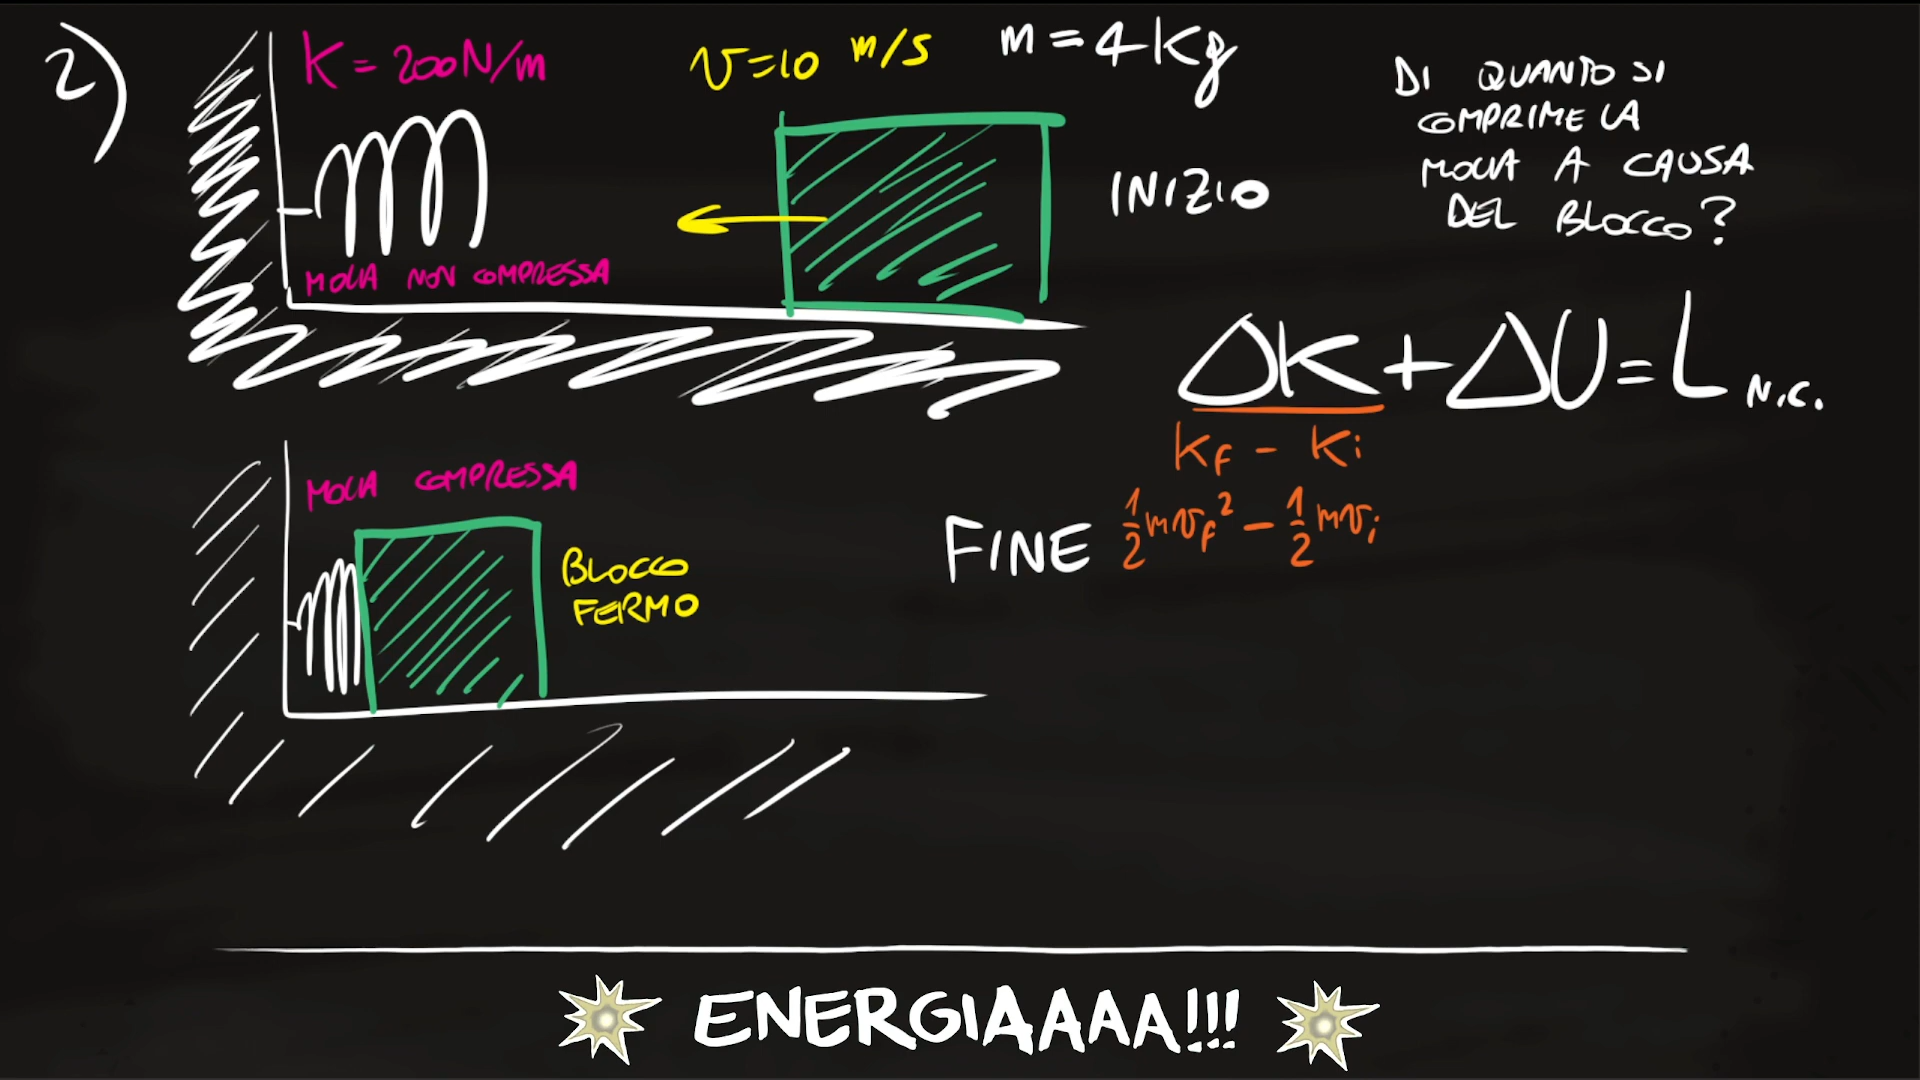 2)
K = 200N/m
v=10 m/s
m = 4 Kg
DI QUANTO SI
COMPRIME LA
MOLLA A CAUSA
DEL BLOCCO?
INIZIO
MOLLA NON COMPRESSA
ΔK + ΔU = L N.C.
Kf - Ki
MOLLA COMPRESSA
FINE
1/2 mvf² - 1/2 mvi
BLOCCO
FERMO
ENERGIAAAA!!!